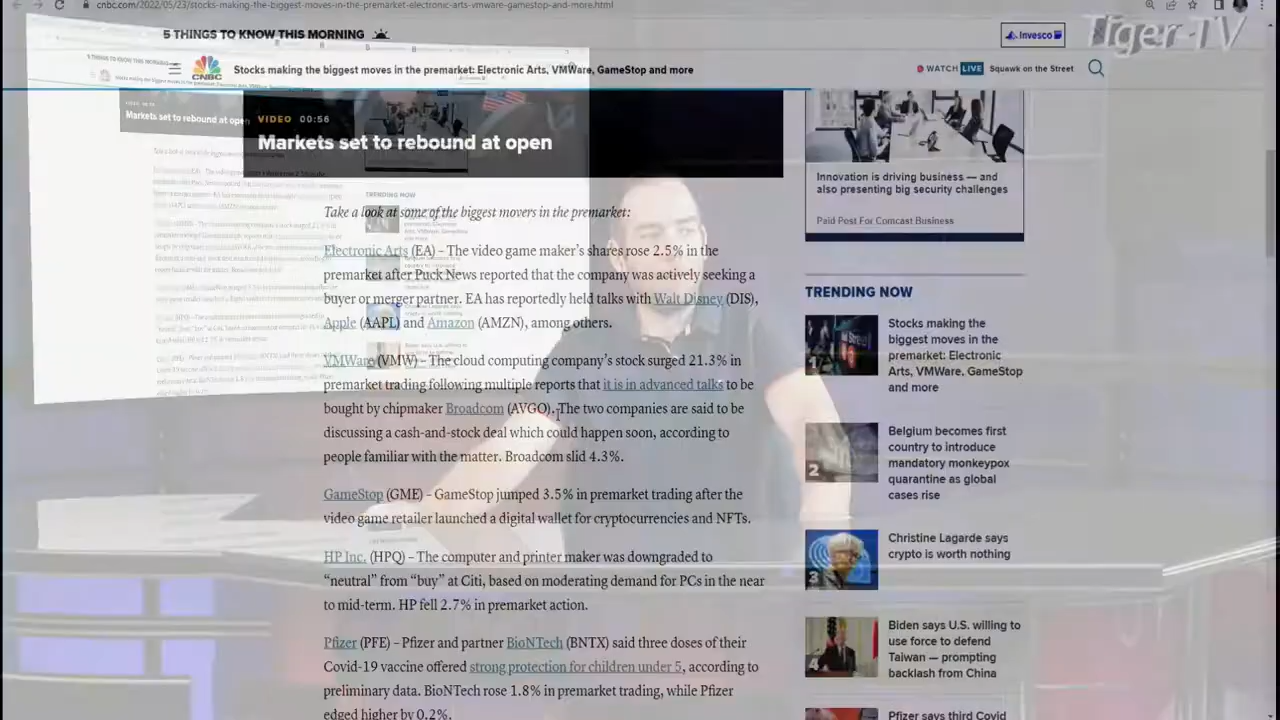 cnbc.com/2022/05/23/stocks-making-the-biggest-moves-in-the-premarket-electronic-arts-vmware-gamestop-and-more.html
5 THINGS TO KNOW THIS MORNING
Invesco
Tiger-TV
CNBC
Stocks making the biggest moves in the premarket: Electronic Arts, VMWare, GameStop and more
WATCH LIVE Squawk on the Street
Markets set to rebound at open
VIDEO 00:56
Markets set to rebound at open
TRENDING NOW
Take a look at some of the biggest movers in the premarket:
Electronic Arts (EA) – The video game maker’s shares rose 2.5% in the
premarket after Puck News reported that the company was actively seeking a
buyer or merger partner. EA has reportedly held talks with Walt Disney (DIS),
Apple (AAPL) and Amazon (AMZN), among others.
VMWare (VMW) – The cloud computing company’s stock surged 21.3% in
premarket trading following multiple reports that it is in advanced talks to be
bought by chipmaker Broadcom (AVGO). The two companies are said to be
discussing a cash-and-stock deal which could happen soon, according to
people familiar with the matter. Broadcom slid 4.3%.
GameStop (GME) – GameStop jumped 3.5% in premarket trading after the
video game retailer launched a digital wallet for cryptocurrencies and NFTs.
HP Inc. (HPQ) – The computer and printer maker was downgraded to
“neutral” from “buy” at Citi, based on moderating demand for PCs in the near
to mid-term. HP fell 2.7% in premarket action.
Pfizer (PFE) – Pfizer and partner BioNTech (BNTX) said three doses of their
Covid-19 vaccine offered strong protection for children under 5, according to
preliminary data. BioNTech rose 1.8% in premarket trading, while Pfizer
edged higher by 0.2%.
Innovation is driving business — and
also presenting big security challenges
Paid Post For Comcast Business
TRENDING NOW
Stocks making the
biggest moves in the
premarket: Electronic
Arts, VMWare, GameStop
and more
2
Belgium becomes first
country to introduce
mandatory monkeypox
quarantine as global
cases rise
3
Christine Lagarde says
crypto is worth nothing
4
Biden says U.S. willing to
use force to defend
Taiwan — prompting
backlash from China
Pfizer says third Covid